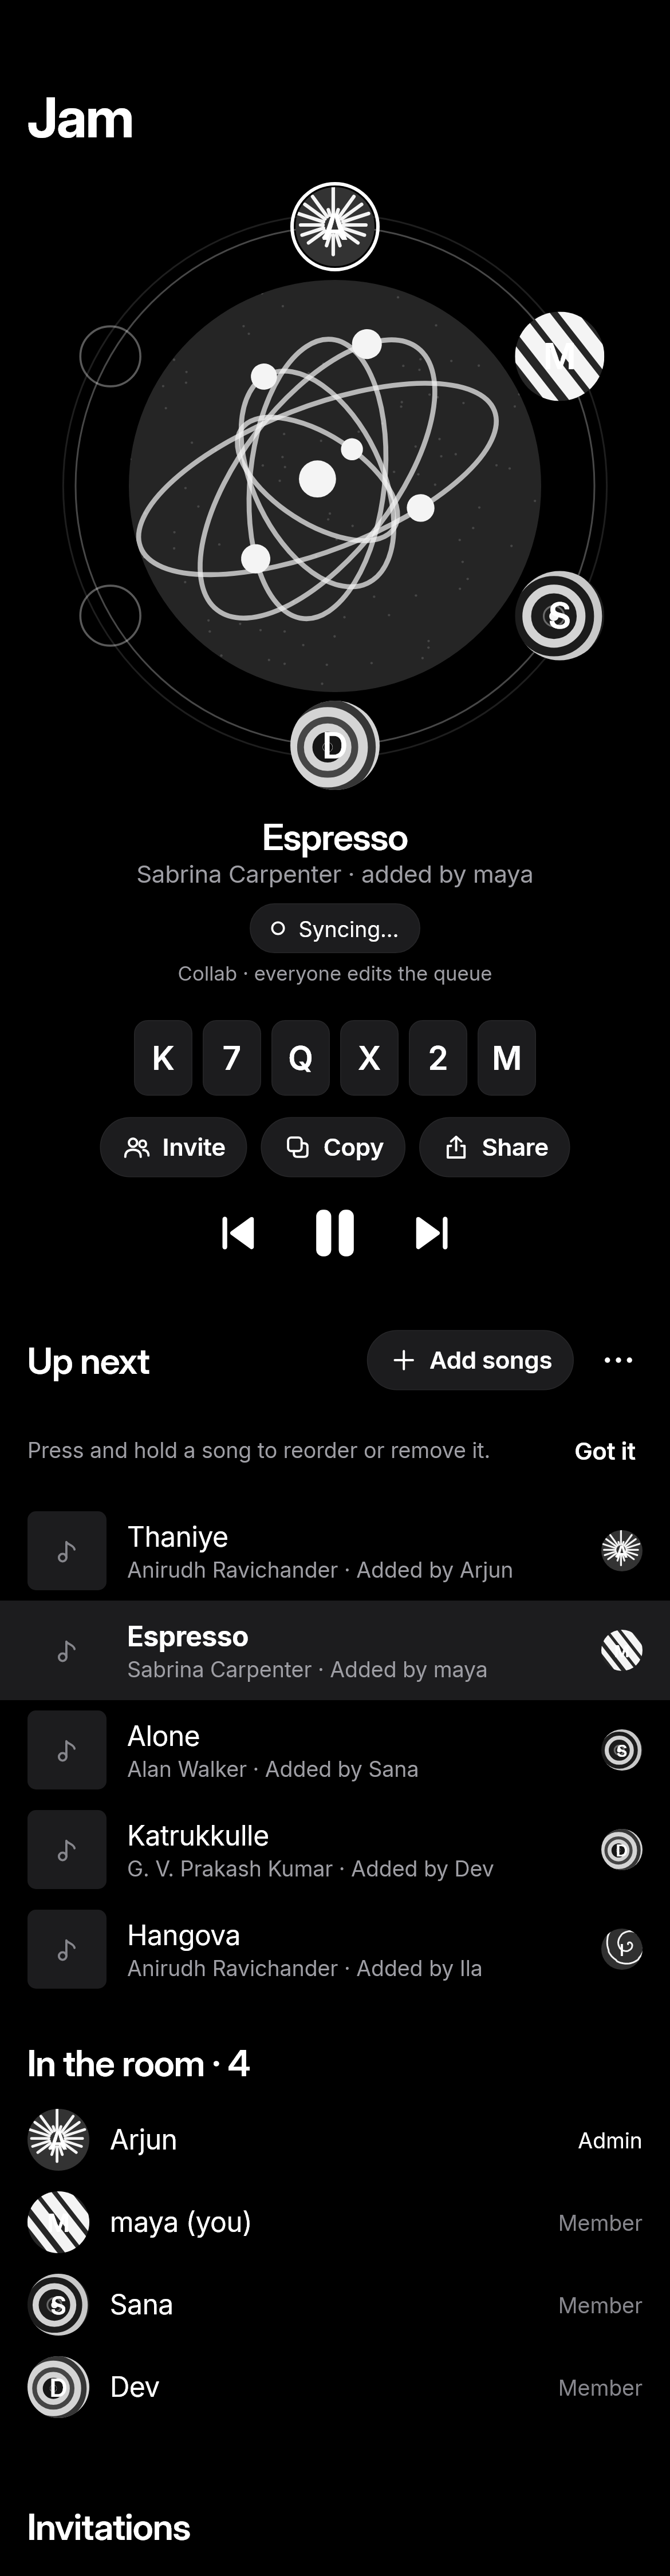 Jam
A
M
S
D
Espresso
Sabrina Carpenter · added by maya
Syncing...
Collab · everyone edits the queue
K 7 Q X 2 M
Invite Copy Share
Up next
Add songs
Press and hold a song to reorder or remove it. Got it
Thaniye
Anirudh Ravichander · Added by Arjun
A
Espresso
Sabrina Carpenter · Added by maya
M
Alone
Alan Walker · Added by Sana
S
Katrukkulle
G. V. Prakash Kumar · Added by Dev
D
Hangova
Anirudh Ravichander · Added by Ila
I
In the room · 4
A Arjun Admin
M maya (you) Member
S Sana Member
D Dev Member
Invitations